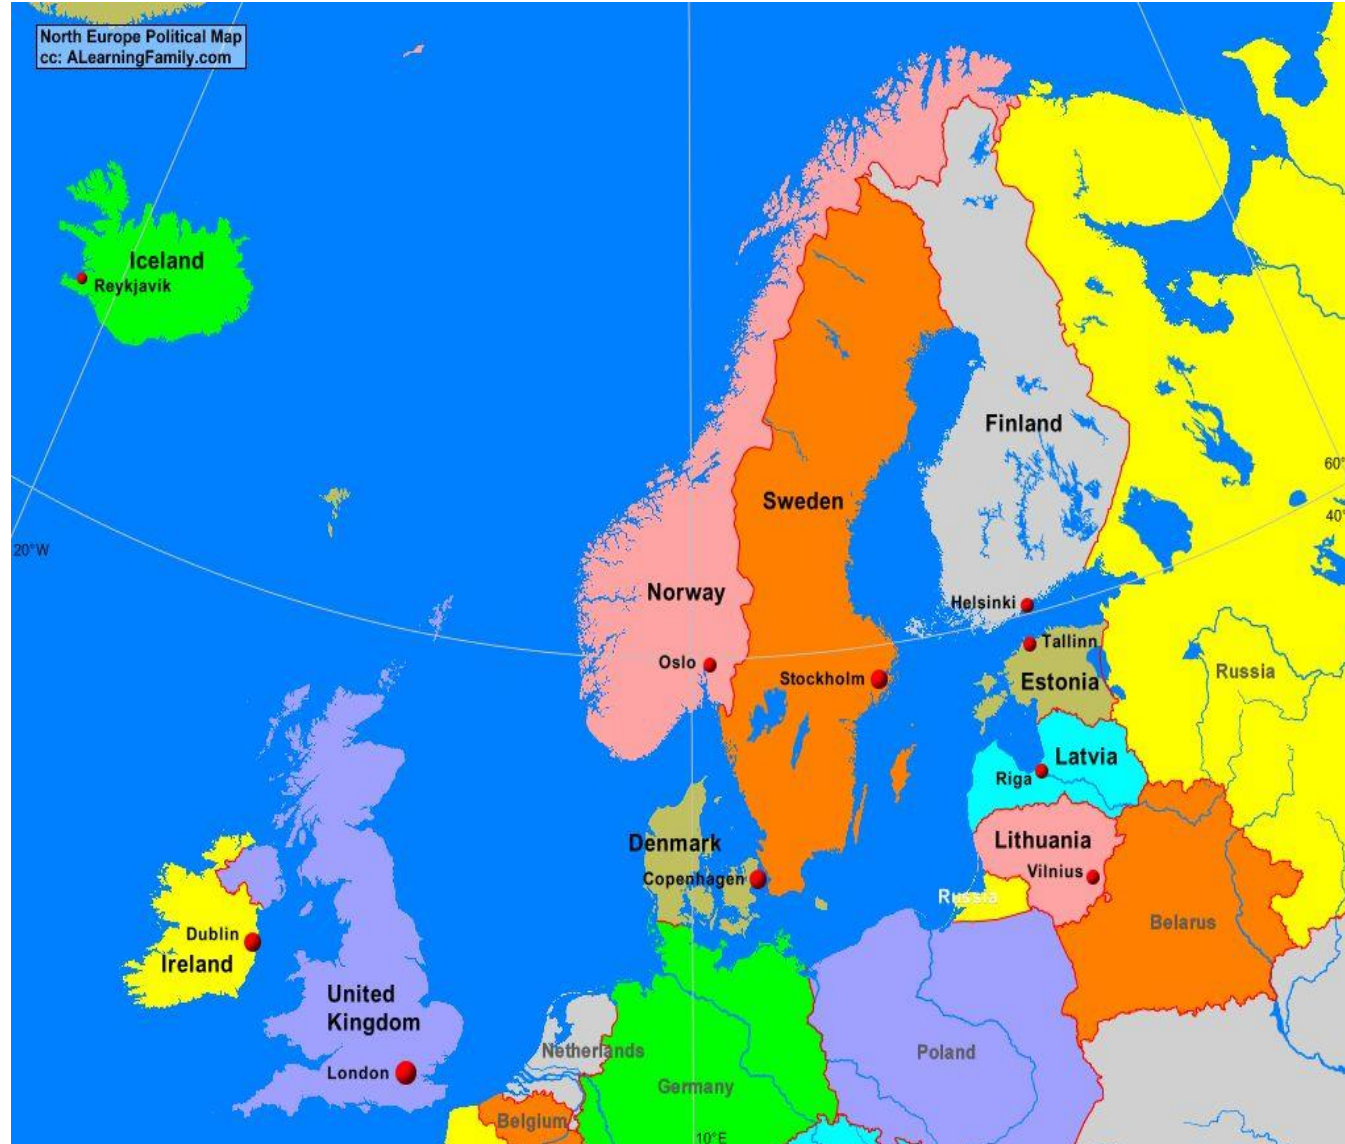 North Europe Political Map
cc: ALearningFamily.com
Iceland
Reykjavik
Finland
60°
Sweden
40°
20°W
Norway
Helsinki
Tallinn
Oslo
Stockholm
Estonia
Russia
Latvia
Riga
Denmark
Lithuania
Copenhagen
Vilnius
Russia
Belarus
Dublin
Ireland
United
Kingdom
Netherlands
Poland
London
Germany
Belgium
10°E